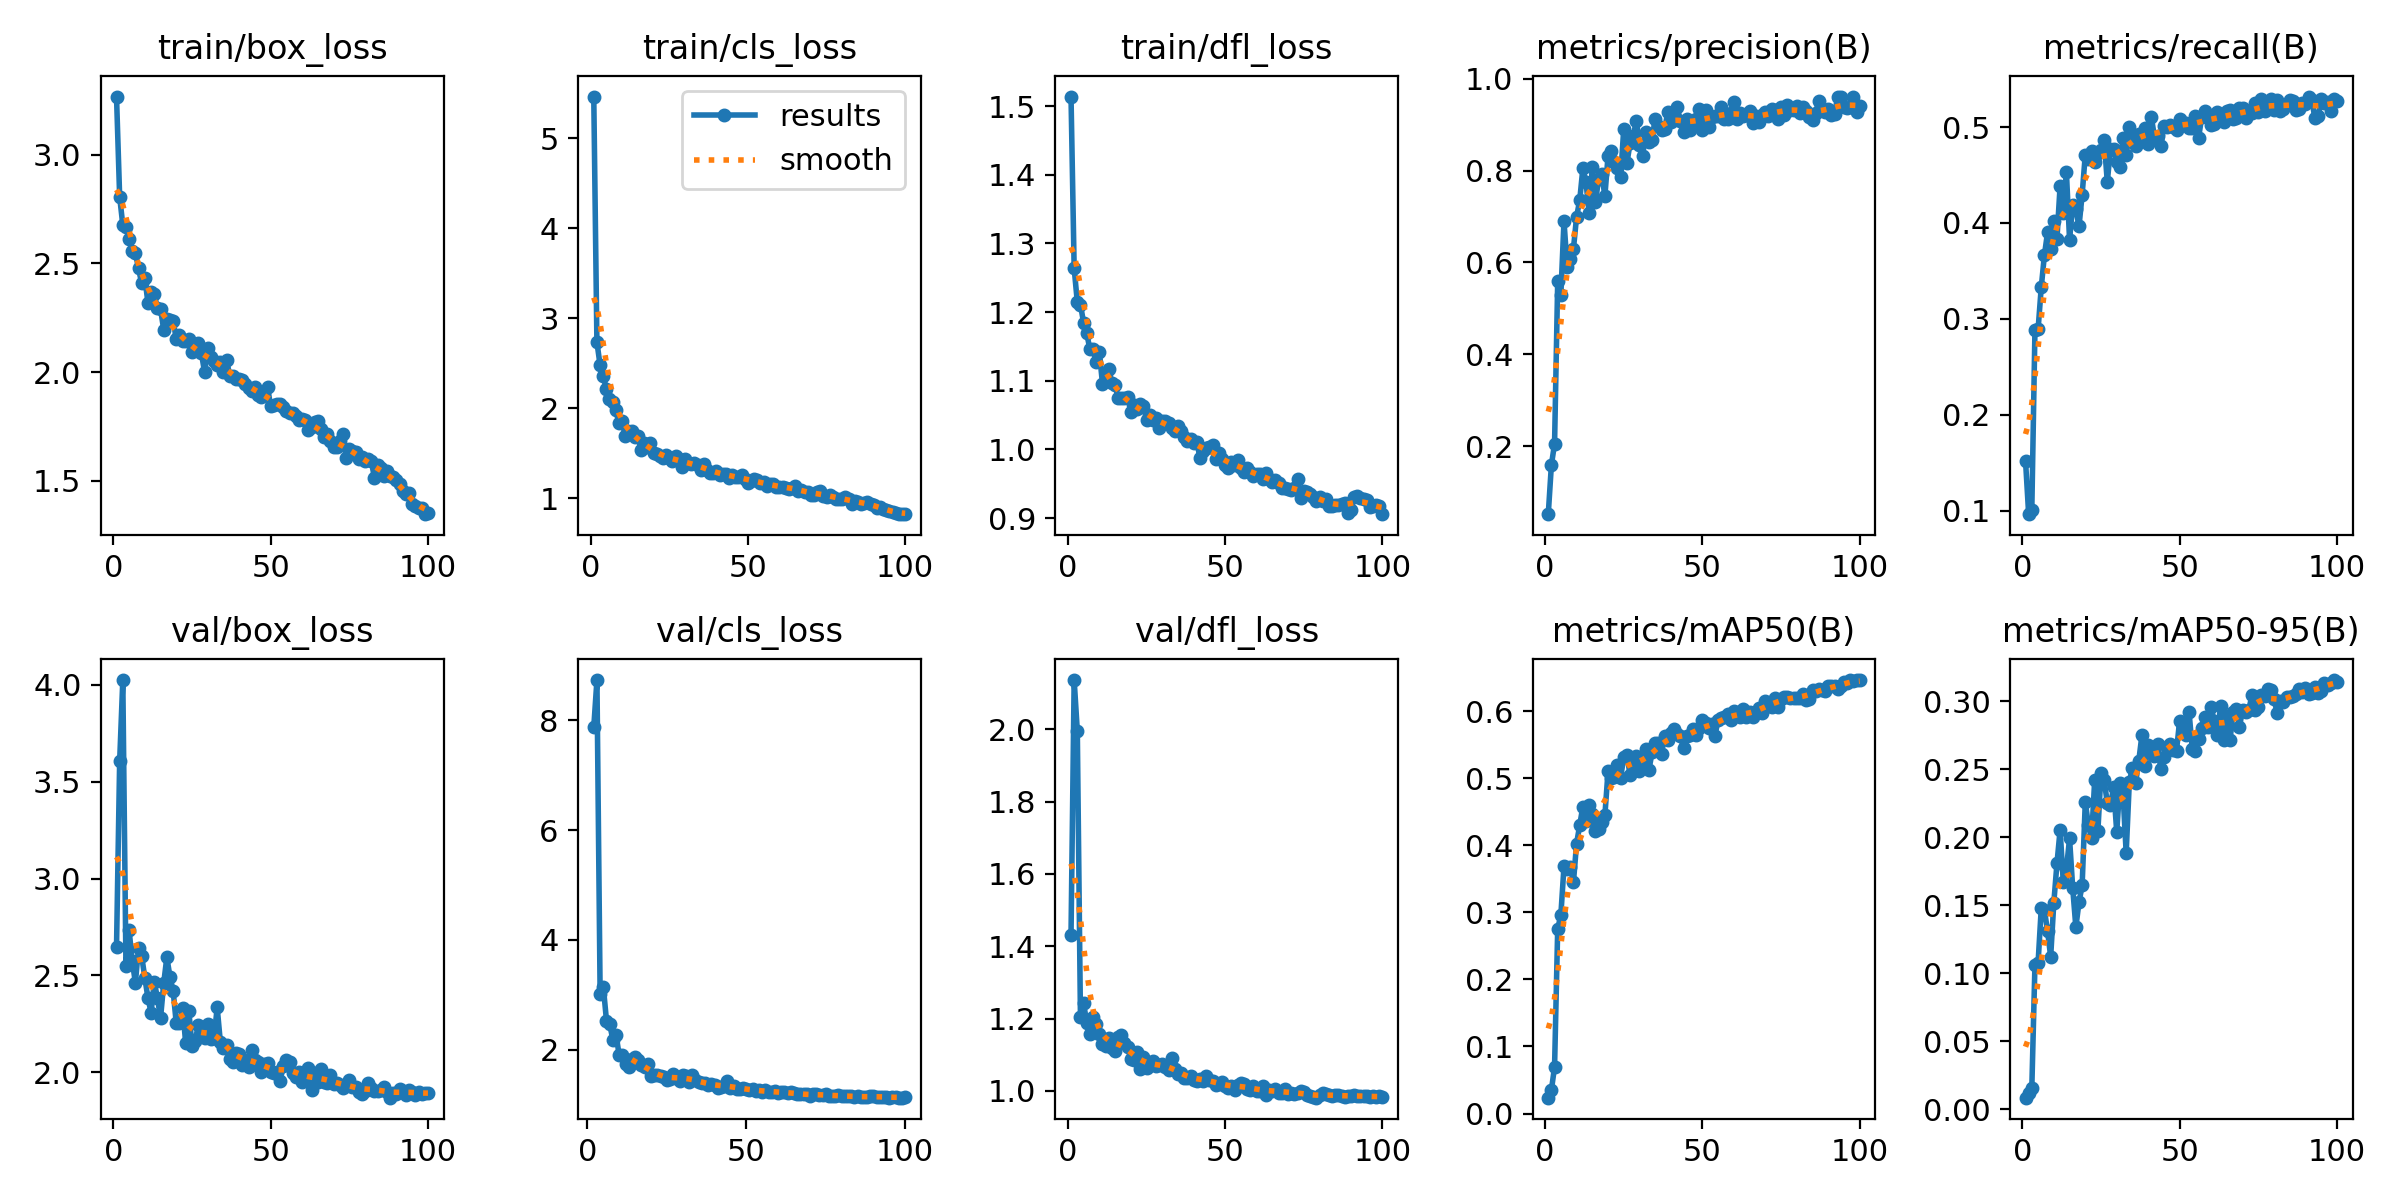 train/box_loss
3.0
2.5
2.0
1.5
0 50 100
train/cls_loss
results
smooth
5
4
3
2
1
0 50 100
train/dfl_loss
1.5
1.4
1.3
1.2
1.1
1.0
0.9
0 50 100
metrics/precision(B)
1.0
0.8
0.6
0.4
0.2
0 50 100
metrics/recall(B)
0.5
0.4
0.3
0.2
0.1
0 50 100
val/box_loss
4.0
3.5
3.0
2.5
2.0
0 50 100
val/cls_loss
8
6
4
2
0 50 100
val/dfl_loss
2.0
1.8
1.6
1.4
1.2
1.0
0 50 100
metrics/mAP50(B)
0.6
0.5
0.4
0.3
0.2
0.1
0.0
0 50 100
metrics/mAP50-95(B)
0.30
0.25
0.20
0.15
0.10
0.05
0.00
0 50 100